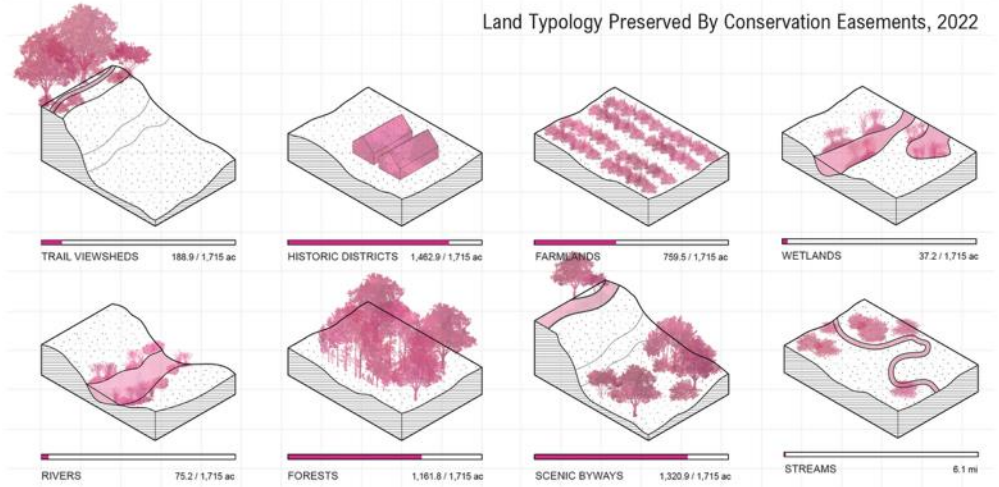 Land Typology Preserved By Conservation Easements, 2022
TRAIL VIEWSHEDS 188.9 / 1,715 ac
HISTORIC DISTRICTS 1,462.9 / 1,715 ac
FARMLANDS 759.5 / 1,715 ac
WETLANDS 37.2 / 1,715 ac
RIVERS 75.2 / 1,715 ac
FORESTS 1,161.8 / 1,715 ac
SCENIC BYWAYS 1,320.9 / 1,715 ac
STREAMS 6.1 mi